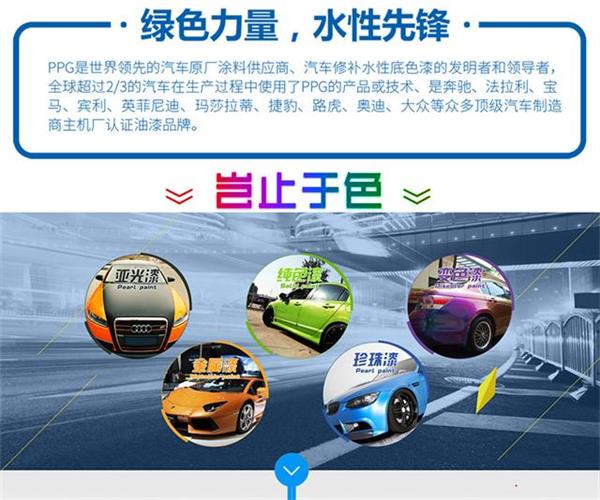 · 绿色力量，水性先锋 ·
PPG是世界领先的汽车原厂涂料供应商、汽车修补水性底色漆的发明者和领导者，
全球超过2/3的汽车在生产过程中使用了PPG的产品或技术、是奔驰、法拉利、宝
马、宾利、英菲尼迪、玛莎拉蒂、捷豹、路虎、奥迪、大众等众多顶级汽车制造
商主机厂认证油漆品牌。
岂止于色
亚光漆
Pearl paint
纯色漆
Solid paint
变色漆
金属漆
珍珠漆
Pearl paint